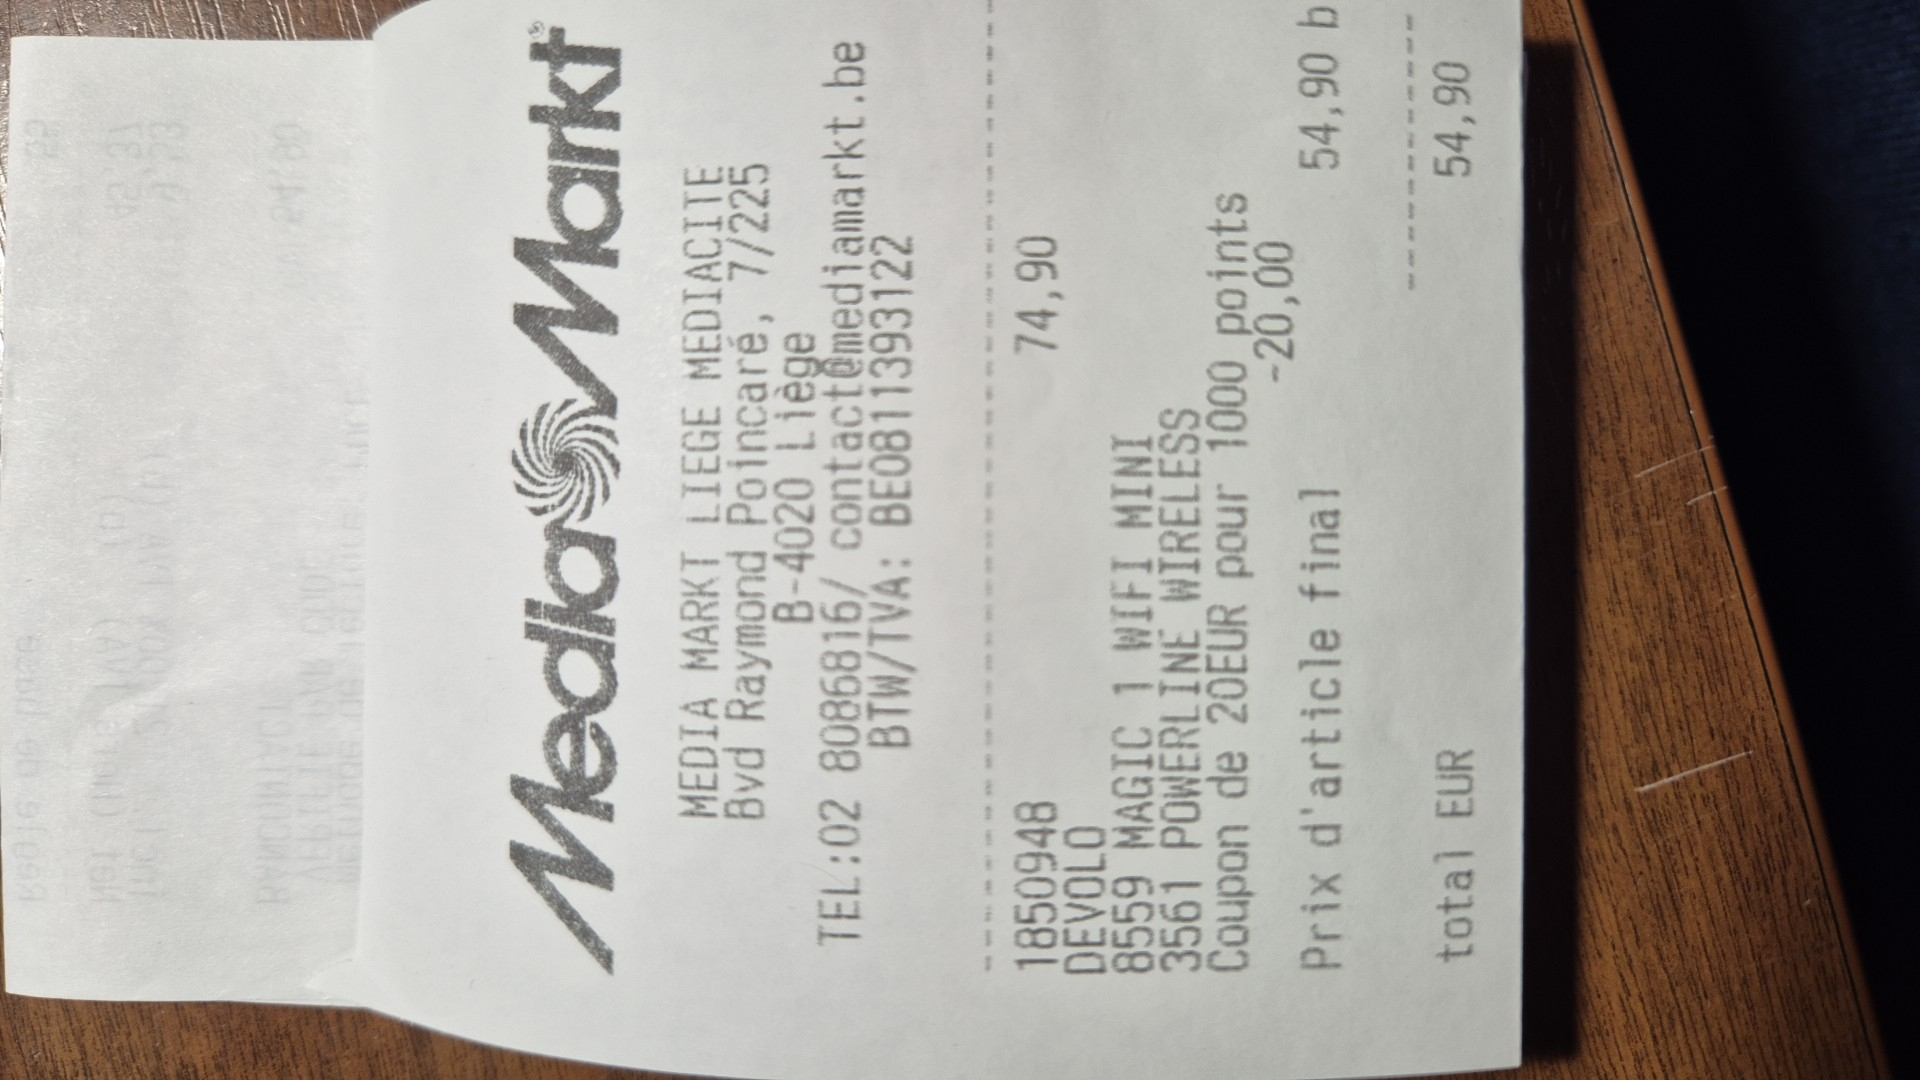 MediaMarkt®
MEDIA MARKT LIEGE MEDIACITE
Bvd Raymond Poincaré, 7/225
B-4020 Liège
TEL:02 8086816/ contact@mediamarkt.be
BTW/TVA: BE0811393122
1850948 74,90
DEVOLO
8559 MAGIC 1 WIFI MINI
3561 POWERLINE WIRELESS
Coupon de 20EUR pour 1000 points
-20,00
Prix d'article final 54,90 b
total EUR 54,90